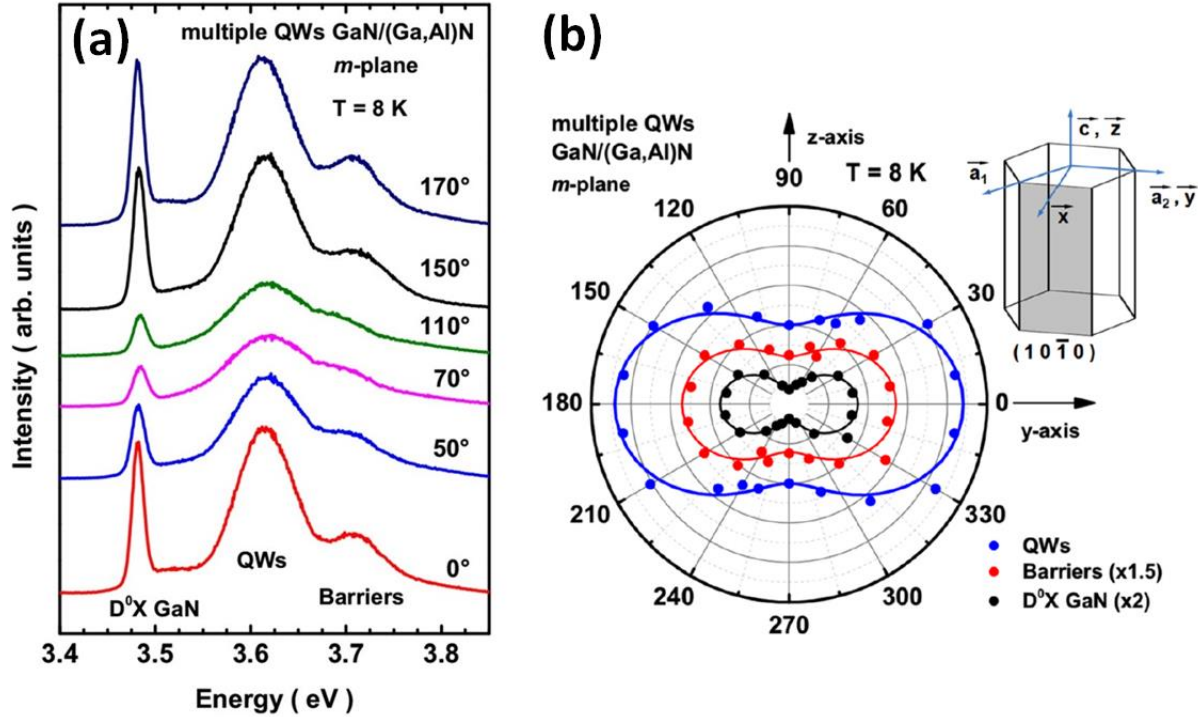 (a)
multiple QWs GaN/(Ga,Al)N
m-plane
T = 8 K
170°
150°
110°
70°
50°
0°
QWs
D⁰X GaN
Barriers
3.4 3.5 3.6 3.7 3.8
Energy ( eV )
Intensity ( arb. units )
(b)
multiple QWs
GaN/(Ga,Al)N
m-plane
z-axis
T = 8 K
90
120
60
150
30
180
0
y-axis
210
330
240
300
270
c, z
a₁
a₂, y
x
(1 0 1̄ 0)
QWs
Barriers (x1.5)
D⁰X GaN (x2)